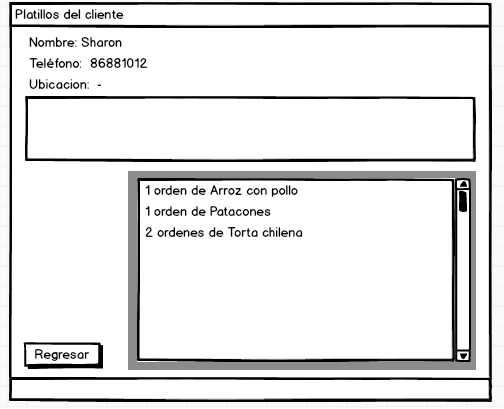 Platillos del cliente
Nombre: Sharon
Teléfono: 86881012
Ubicacion: -
1 orden de Arroz con pollo
1 orden de Patacones
2 ordenes de Torta chilena
Regresar